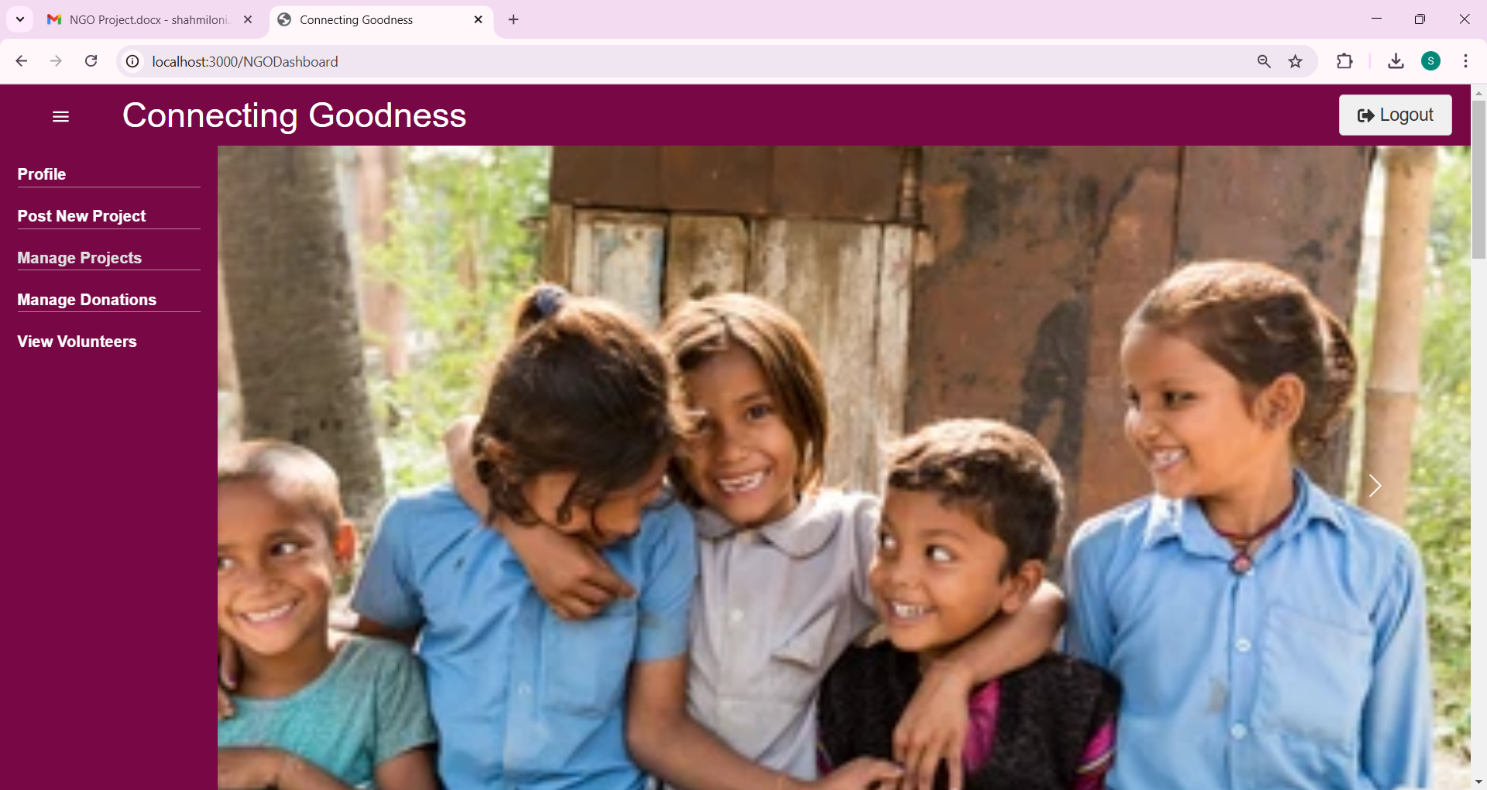 NGO Project.docx - shahmiloni
Connecting Goodness
localhost:3000/NGODashboard
S
Connecting Goodness
Logout
Profile
Post New Project
Manage Projects
Manage Donations
View Volunteers